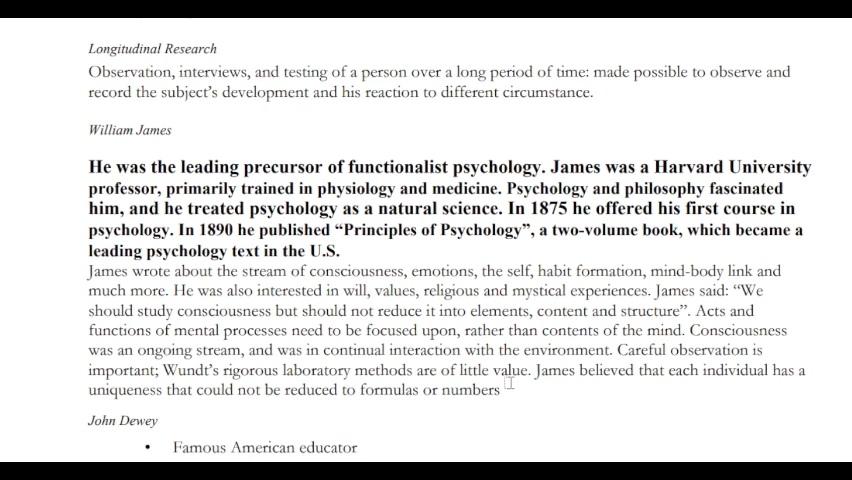 Longitudinal Research
Observation, interviews, and testing of a person over a long period of time: made possible to observe and
record the subject's development and his reaction to different circumstance.
William James
He was the leading precursor of functionalist psychology. James was a Harvard University
professor, primarily trained in physiology and medicine. Psychology and philosophy fascinated
him, and he treated psychology as a natural science. In 1875 he offered his first course in
psychology. In 1890 he published “Principles of Psychology”, a two-volume book, which became a
leading psychology text in the U.S.
James wrote about the stream of consciousness, emotions, the self, habit formation, mind-body link and
much more. He was also interested in will, values, religious and mystical experiences. James said: “We
should study consciousness but should not reduce it into elements, content and structure”. Acts and
functions of mental processes need to be focused upon, rather than contents of the mind. Consciousness
was an ongoing stream, and was in continual interaction with the environment. Careful observation is
important; Wundt's rigorous laboratory methods are of little value. James believed that each individual has a
uniqueness that could not be reduced to formulas or numbers
John Dewey
• Famous American educator